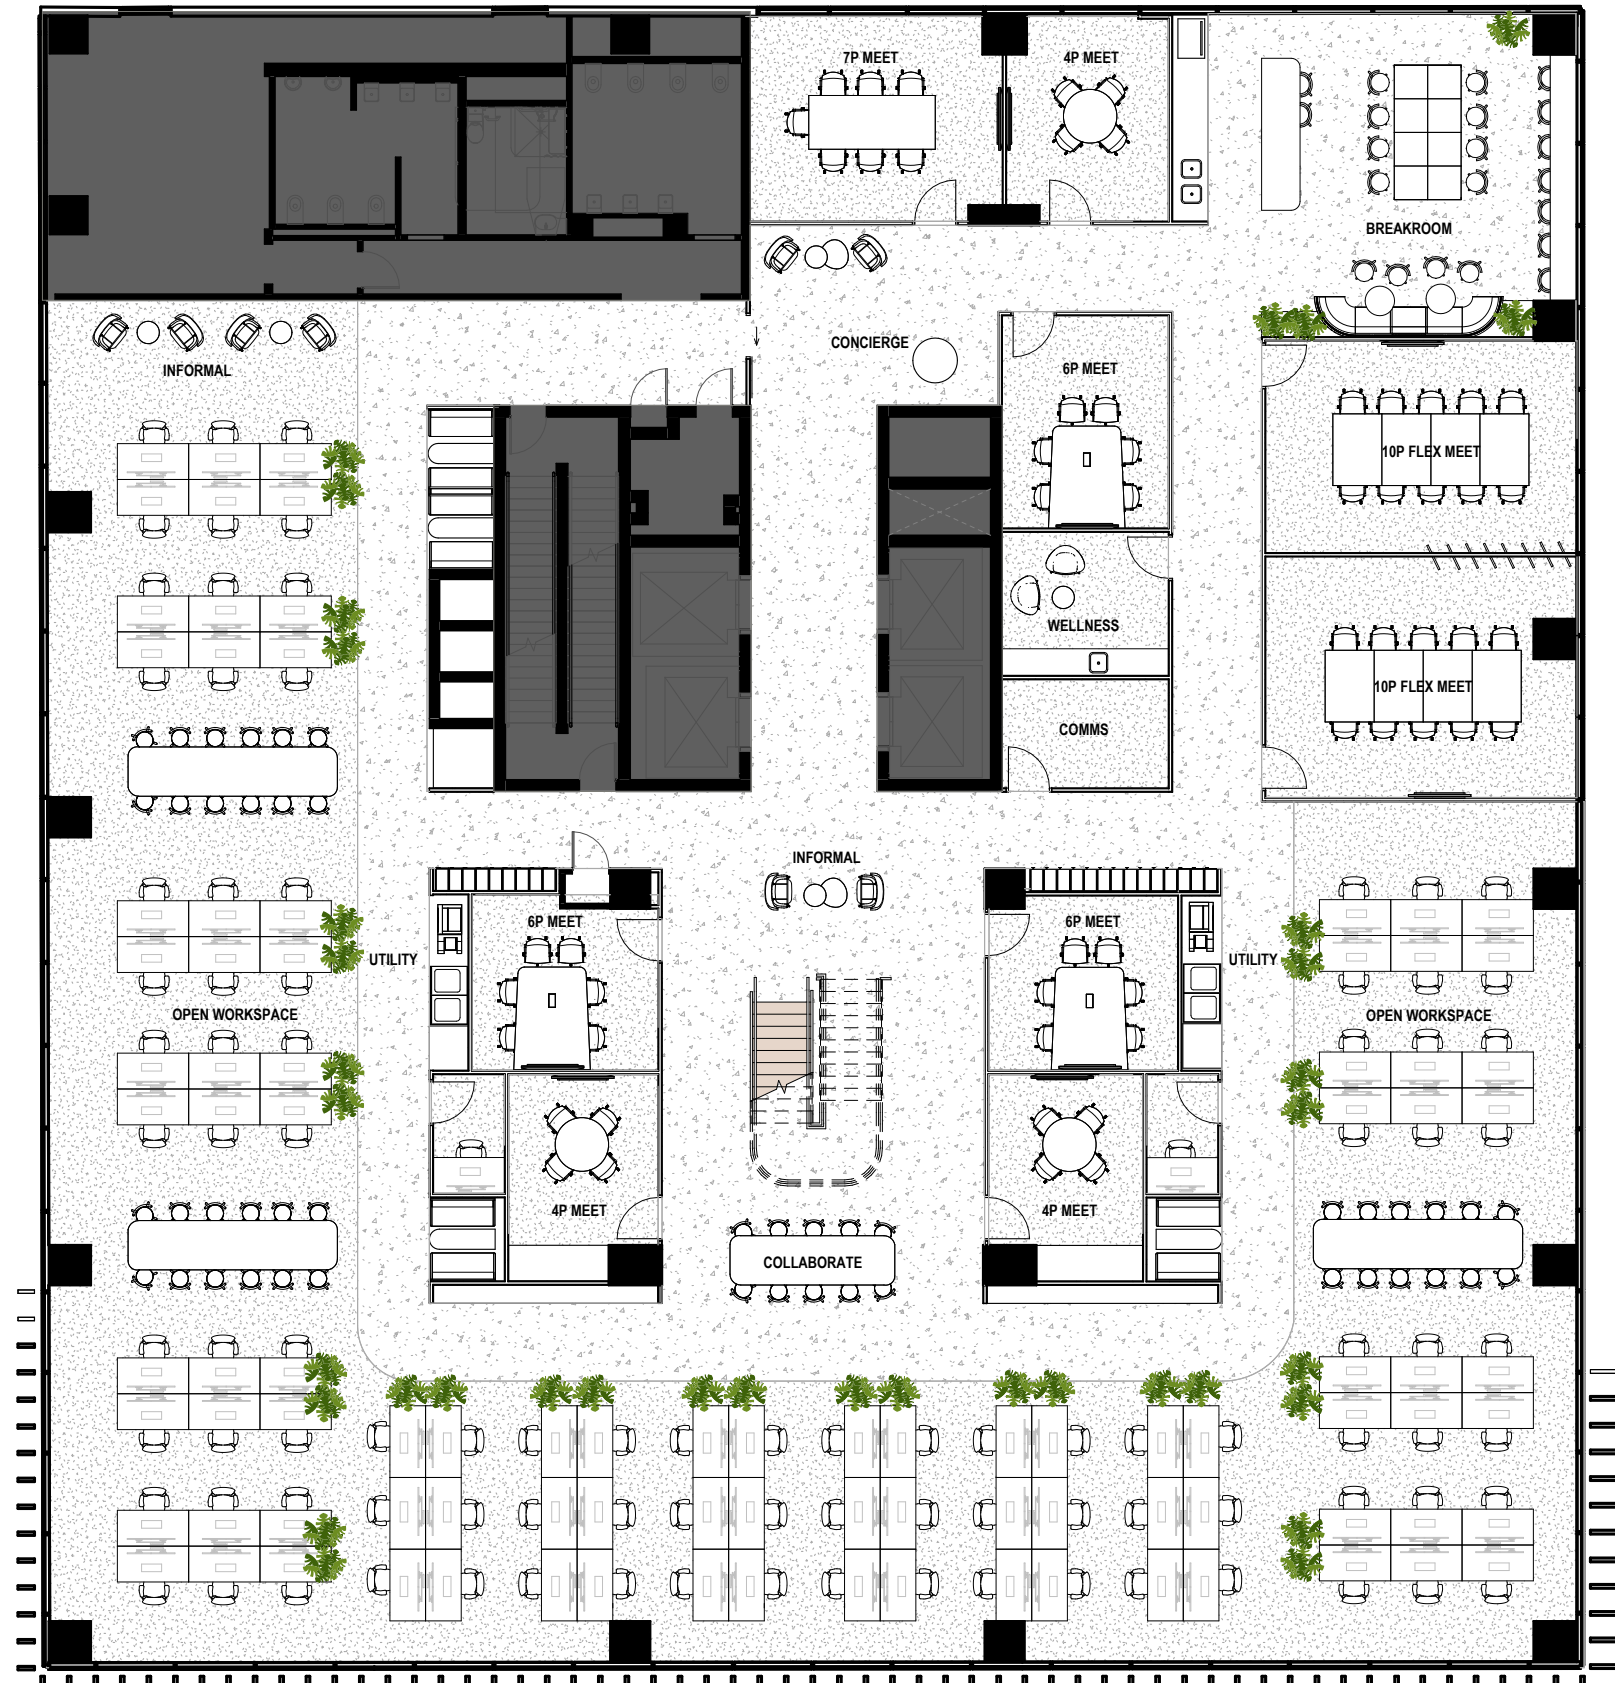 7P MEET
4P MEET
BREAKROOM
CONCIERGE
INFORMAL
6P MEET
10P FLEX MEET
WELLNESS
10P FLEX MEET
COMMS
INFORMAL
6P MEET
6P MEET
UTILITY
UTILITY
OPEN WORKSPACE
OPEN WORKSPACE
4P MEET
4P MEET
COLLABORATE